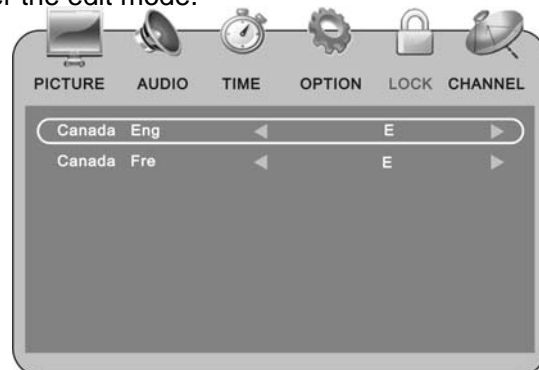 er the edit mode.
PICTURE AUDIO TIME OPTION LOCK CHANNEL
Canada Eng E
Canada Fre E